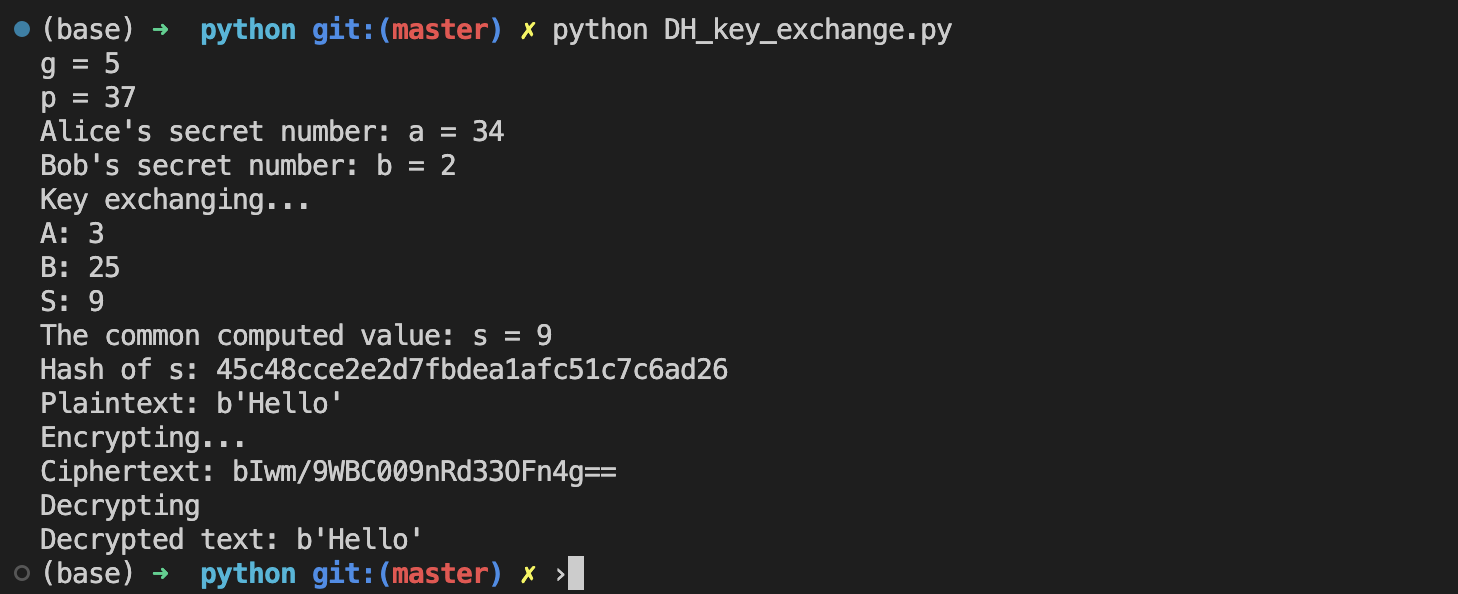 (base) ➜  python git:(master) ✗ python DH_key_exchange.py
g = 5
p = 37
Alice's secret number: a = 34
Bob's secret number: b = 2
Key exchanging...
A: 3
B: 25
S: 9
The common computed value: s = 9
Hash of s: 45c48cce2e2d7fbdea1afc51c7c6ad26
Plaintext: b'Hello'
Encrypting...
Ciphertext: bIwm/9WBC009nRd33OFn4g==
Decrypting
Decrypted text: b'Hello'
(base) ➜  python git:(master) ✗ ›